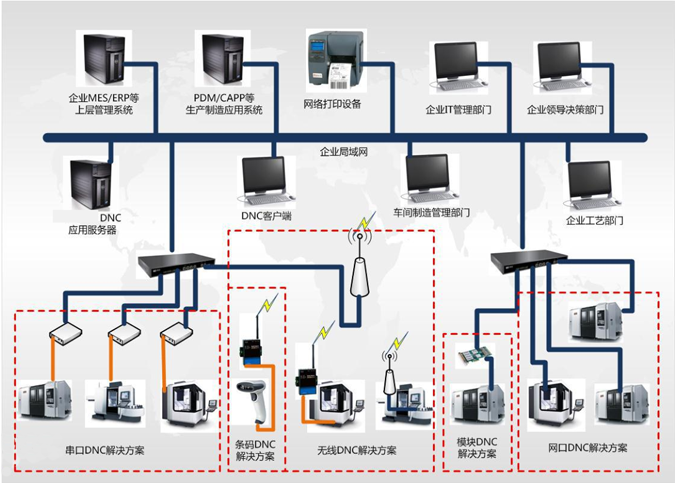 企业MES/ERP等
上层管理系统
PDM/CAPP等
生产制造应用系统
网络打印设备
企业IT管理部门
企业领导决策部门
企业局域网
DNC
应用服务器
DNC客户端
车间制造管理部门
企业工艺部门
串口DNC解决方案
条码DNC
解决方案
无线DNC解决方案
模块DNC
解决方案
网口DNC解决方案